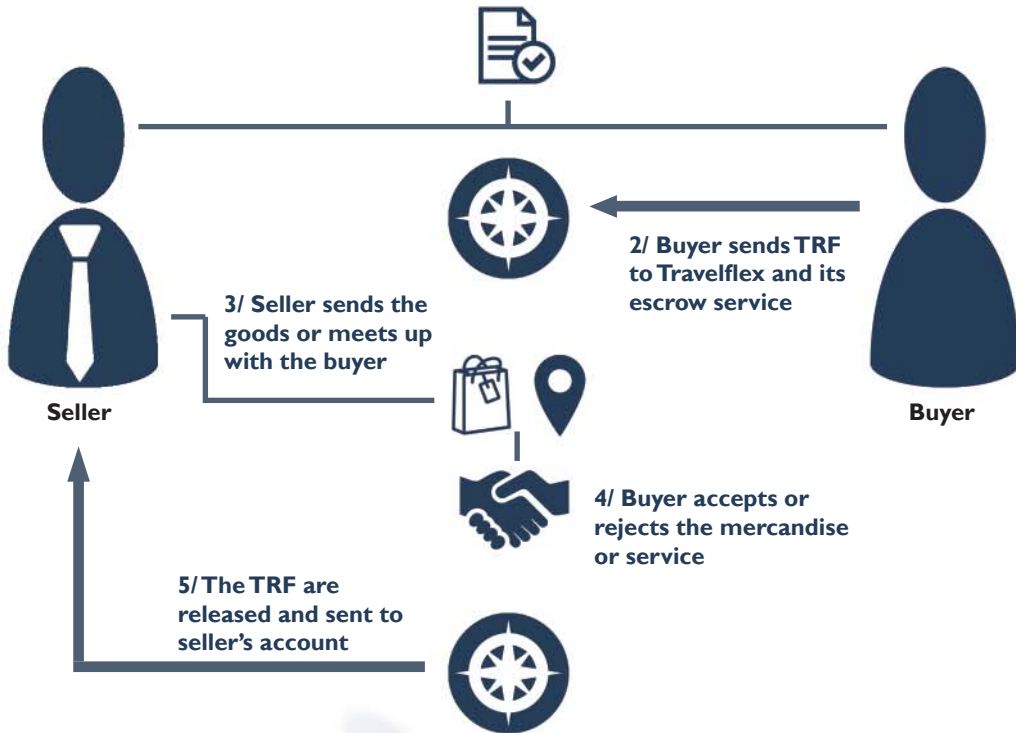 2/ Buyer sends TRF
to Travelflex and its
escrow service
3/ Seller sends the
goods or meets up
with the buyer
Seller
Buyer
4/ Buyer accepts or
rejects the mercandise
or service
5/ The TRF are
released and sent to
seller's account